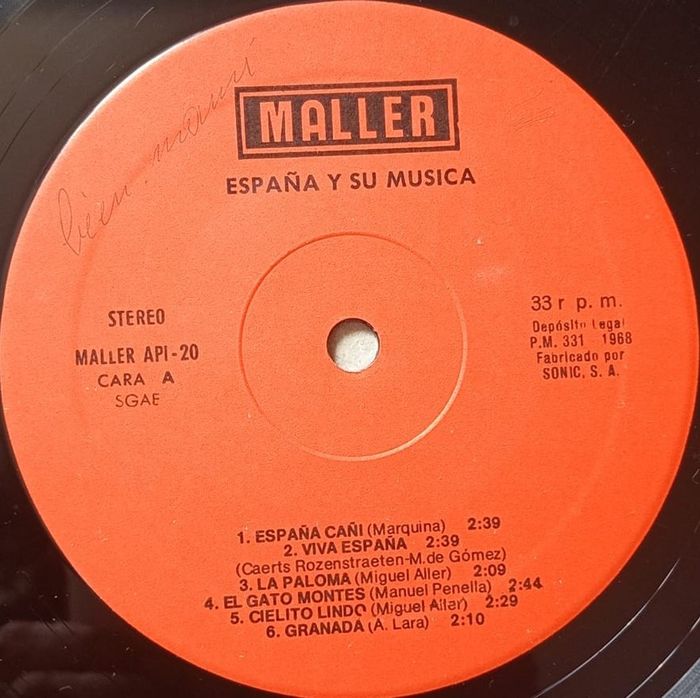 MALLER
ESPAÑA Y SU MUSICA
STEREO
MALLER API-20
CARA A
SGAE
33 r p. m.
Depósito Legal
P.M. 331 1968
Fabricado por
SONIC, S. A.
1. ESPAÑA CAÑI (Marquina) 2:39
2. VIVA ESPAÑA 2:39
(Caerts Rozenstraeten-M.de Gómez)
3. LA PALOMA (Miguel Aller) 2:09
4. EL GATO MONTES (Manuel Penella) 2:44
5. CIELITO LINDO (Miguel Aller) 2:29
6. GRANADA (A. Lara) 2:10